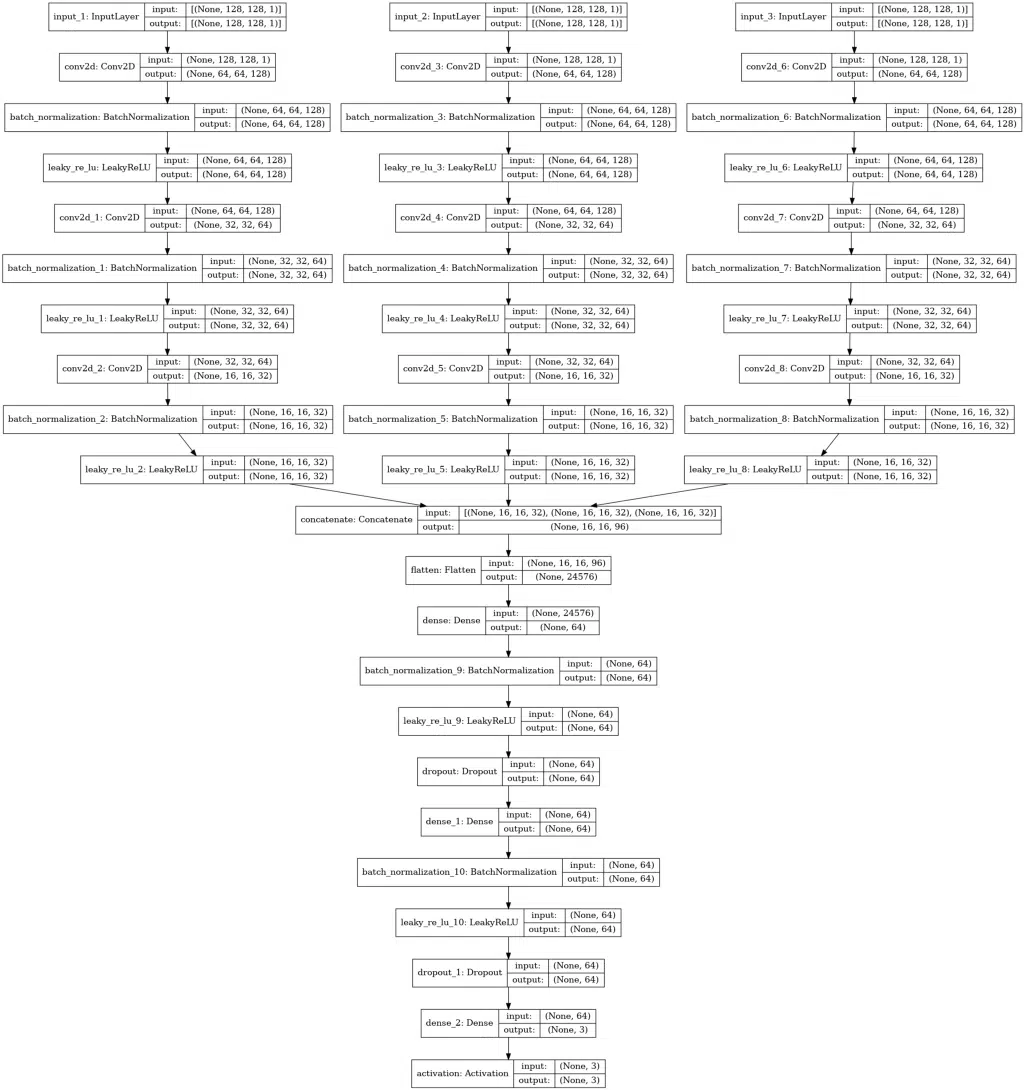 input_1: InputLayer input: [(None, 128, 128, 1)] output: [(None, 128, 128, 1)]
input_2: InputLayer input: [(None, 128, 128, 1)] output: [(None, 128, 128, 1)]
input_3: InputLayer input: [(None, 128, 128, 1)] output: [(None, 128, 128, 1)]
conv2d: Conv2D input: (None, 128, 128, 1) output: (None, 64, 64, 128)
conv2d_3: Conv2D input: (None, 128, 128, 1) output: (None, 64, 64, 128)
conv2d_6: Conv2D input: (None, 128, 128, 1) output: (None, 64, 64, 128)
batch_normalization: BatchNormalization input: (None, 64, 64, 128) output: (None, 64, 64, 128)
batch_normalization_3: BatchNormalization input: (None, 64, 64, 128) output: (None, 64, 64, 128)
batch_normalization_6: BatchNormalization input: (None, 64, 64, 128) output: (None, 64, 64, 128)
leaky_re_lu: LeakyReLU input: (None, 64, 64, 128) output: (None, 64, 64, 128)
leaky_re_lu_3: LeakyReLU input: (None, 64, 64, 128) output: (None, 64, 64, 128)
leaky_re_lu_6: LeakyReLU input: (None, 64, 64, 128) output: (None, 64, 64, 128)
conv2d_1: Conv2D input: (None, 64, 64, 128) output: (None, 32, 32, 64)
conv2d_4: Conv2D input: (None, 64, 64, 128) output: (None, 32, 32, 64)
conv2d_7: Conv2D input: (None, 64, 64, 128) output: (None, 32, 32, 64)
batch_normalization_1: BatchNormalization input: (None, 32, 32, 64) output: (None, 32, 32, 64)
batch_normalization_4: BatchNormalization input: (None, 32, 32, 64) output: (None, 32, 32, 64)
batch_normalization_7: BatchNormalization input: (None, 32, 32, 64) output: (None, 32, 32, 64)
leaky_re_lu_1: LeakyReLU input: (None, 32, 32, 64) output: (None, 32, 32, 64)
leaky_re_lu_4: LeakyReLU input: (None, 32, 32, 64) output: (None, 32, 32, 64)
leaky_re_lu_7: LeakyReLU input: (None, 32, 32, 64) output: (None, 32, 32, 64)
conv2d_2: Conv2D input: (None, 32, 32, 64) output: (None, 16, 16, 32)
conv2d_5: Conv2D input: (None, 32, 32, 64) output: (None, 16, 16, 32)
conv2d_8: Conv2D input: (None, 32, 32, 64) output: (None, 16, 16, 32)
batch_normalization_2: BatchNormalization input: (None, 16, 16, 32) output: (None, 16, 16, 32)
batch_normalization_5: BatchNormalization input: (None, 16, 16, 32) output: (None, 16, 16, 32)
batch_normalization_8: BatchNormalization input: (None, 16, 16, 32) output: (None, 16, 16, 32)
leaky_re_lu_2: LeakyReLU input: (None, 16, 16, 32) output: (None, 16, 16, 32)
leaky_re_lu_5: LeakyReLU input: (None, 16, 16, 32) output: (None, 16, 16, 32)
leaky_re_lu_8: LeakyReLU input: (None, 16, 16, 32) output: (None, 16, 16, 32)
concatenate: Concatenate input: [(None, 16, 16, 32), (None, 16, 16, 32), (None, 16, 16, 32)] output: (None, 16, 16, 96)
flatten: Flatten input: (None, 16, 16, 96) output: (None, 24576)
dense: Dense input: (None, 24576) output: (None, 64)
batch_normalization_9: BatchNormalization input: (None, 64) output: (None, 64)
leaky_re_lu_9: LeakyReLU input: (None, 64) output: (None, 64)
dropout: Dropout input: (None, 64) output: (None, 64)
dense_1: Dense input: (None, 64) output: (None, 64)
batch_normalization_10: BatchNormalization input: (None, 64) output: (None, 64)
leaky_re_lu_10: LeakyReLU input: (None, 64) output: (None, 64)
dropout_1: Dropout input: (None, 64) output: (None, 64)
dense_2: Dense input: (None, 64) output: (None, 3)
activation: Activation input: (None, 3) output: (None, 3)